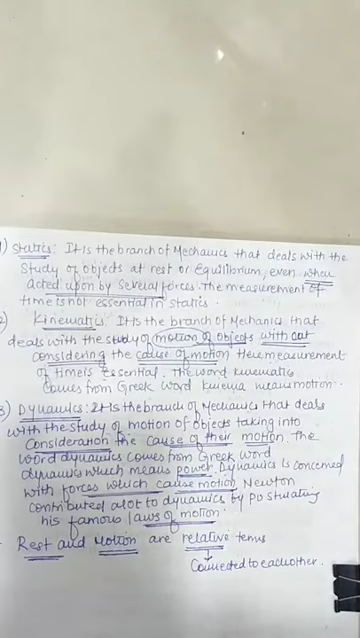 1) Statics: It is the branch of Mechanics that deals with the
Study of objects at rest or Equilibrium, even when
acted upon by several forces. The measurement of
time is not essential in statics.
2) Kinematics: It is the branch of Mechanics that
deals with the study of motion of objects with out
considering the cause of motion Here measurement
of time is Essential. The word kinematics
comes from Greek word kinema means motion.
3) Dynamics: It is the branch of Mechanics that deals
with the study of motion of objects taking into
Consideration the cause of their motion. The
word dynamics comes from Greek word
dynamis which means power. Dynamics is concerned
with forces which cause motion. Newton
contributed a lot to dynamics by postulating
his famous laws of motion.
Rest and Motion are relative terms
Connected to each other.